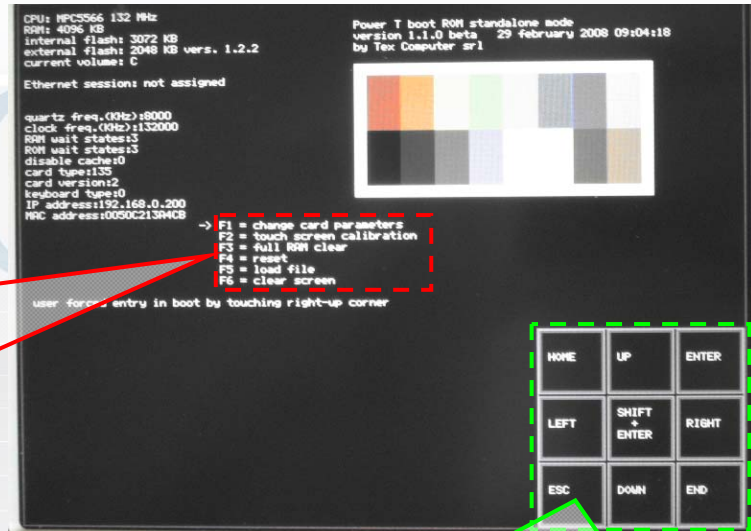 CPU: MPC5566 132 MHz
RAM: 4096 KB
internal flash: 3072 KB
external flash: 2048 KB vers. 1.2.2
current volume: C
Ethernet session: not assigned
Power T boot ROM standalone mode
version 1.1.0 beta 29 february 2008 09:04:18
by Tex Computer srl
quartz freq.(KHz):8000
clock freq.(KHz):132000
RAM wait states:3
ROM wait states:3
disable cache:0
card type:135
card version:2
keyboard type:0
IP address:192.168.0.200
MAC address:0050C213A4CB
-> F1 = change card parameters
F2 = touch screen calibration
F3 = full RAM clear
F4 = reset
F5 = load file
F6 = clear screen
user forced entry in boot by touching right-up corner
HOME UP ENTER
LEFT SHIFT + ENTER RIGHT
ESC DOWN END